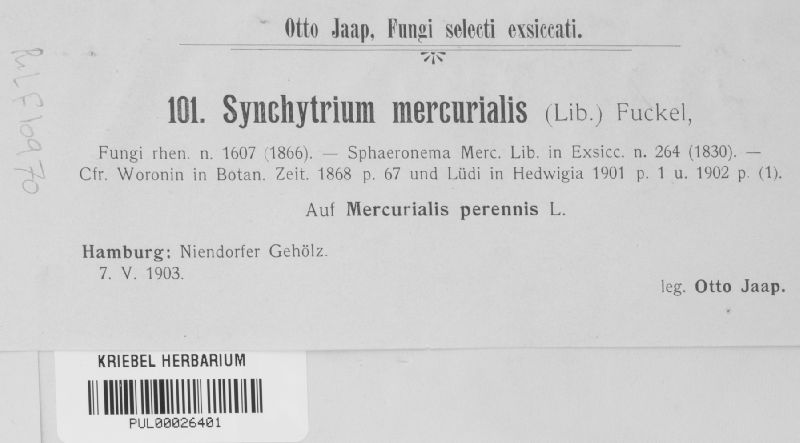 Otto Jaap, Fungi selecti exsiccati.
101. Synchytrium mercurialis (Lib.) Fuckel,
Fungi rhen. n. 1607 (1866). — Sphaeronema Merc. Lib. in Exsicc. n. 264 (1830). —
Cfr. Woronin in Botan. Zeit. 1868 p. 67 und Lüdi in Hedwigia 1901 p. 1 u. 1902 p. (1).
Auf Mercurialis perennis L.
Hamburg: Niendorfer Gehölz.
7. V. 1903.
leg. Otto Jaap.
PulF10970
KRIEBEL HERBARIUM
PUL00026401